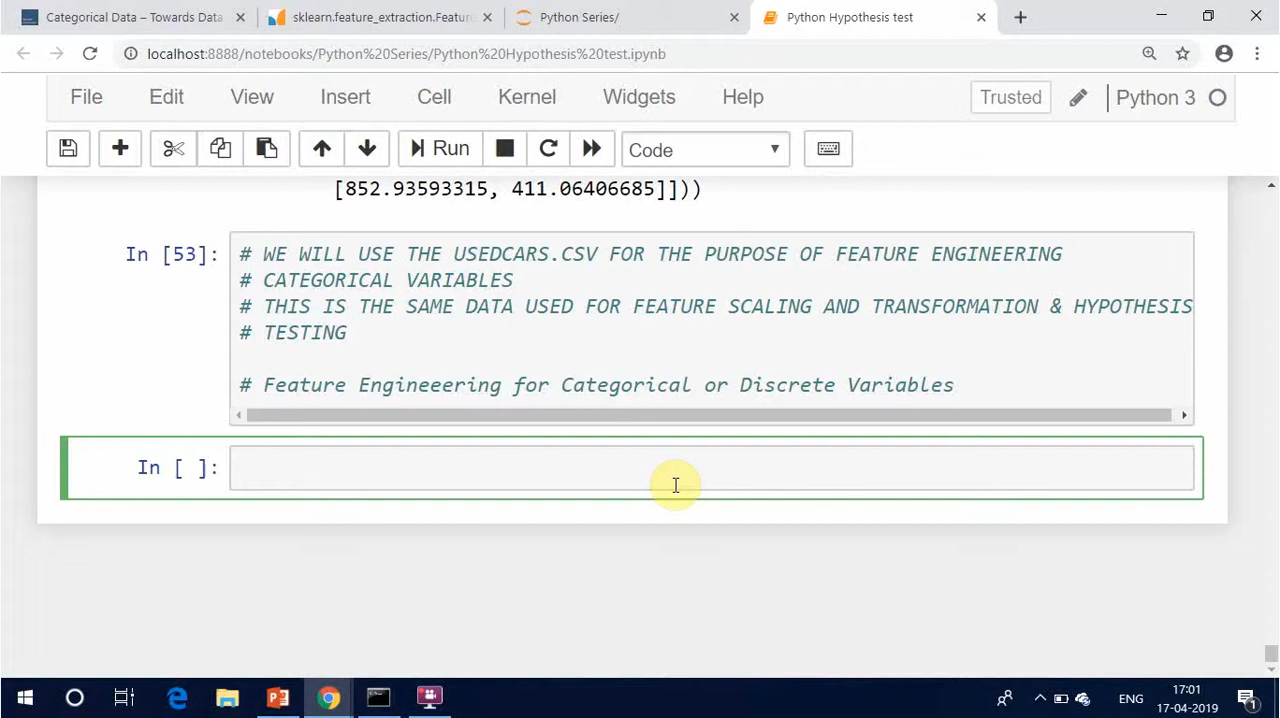 Categorical Data – Towards Data
sklearn.feature_extraction.Featur
Python Series/
Python Hypothesis test
localhost:8888/notebooks/Python%20Series/Python%20Hypothesis%20test.ipynb
File Edit View Insert Cell Kernel Widgets Help Trusted Python 3
Run Code
[852.93593315, 411.06406685]]))
In [53]: # WE WILL USE THE USEDCARS.CSV FOR THE PURPOSE OF FEATURE ENGINEERING
# CATEGORICAL VARIABLES
# THIS IS THE SAME DATA USED FOR FEATURE SCALING AND TRANSFORMATION & HYPOTHESIS
# TESTING
# Feature Engineeering for Categorical or Discrete Variables
In [ ]:
ENG
17:01
17-04-2019
1